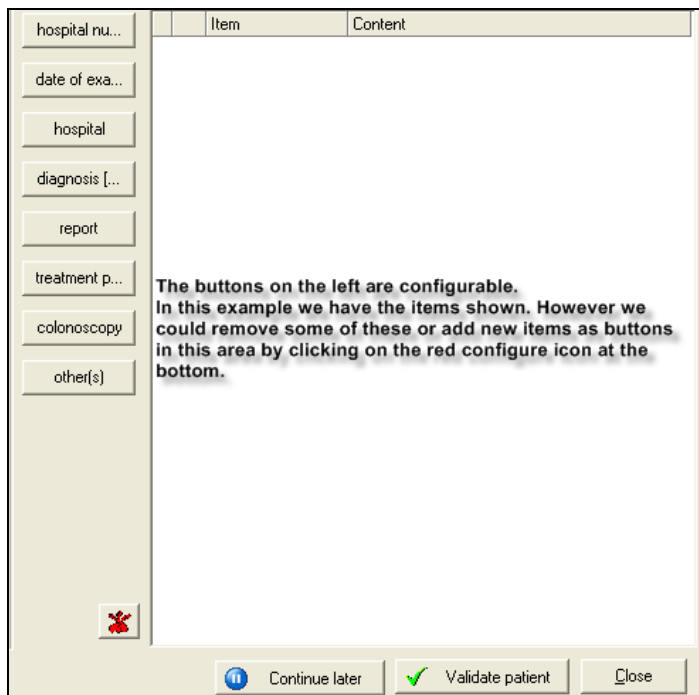 hospital nu...
Item Content
date of exa...
hospital
diagnosis [...
report
treatment p...
colonoscopy
other(s)
The buttons on the left are configurable.
In this example we have the items shown. However we
could remove some of these or add new items as buttons
in this area by clicking on the red configure icon at the
bottom.
Continue later
Validate patient
Close